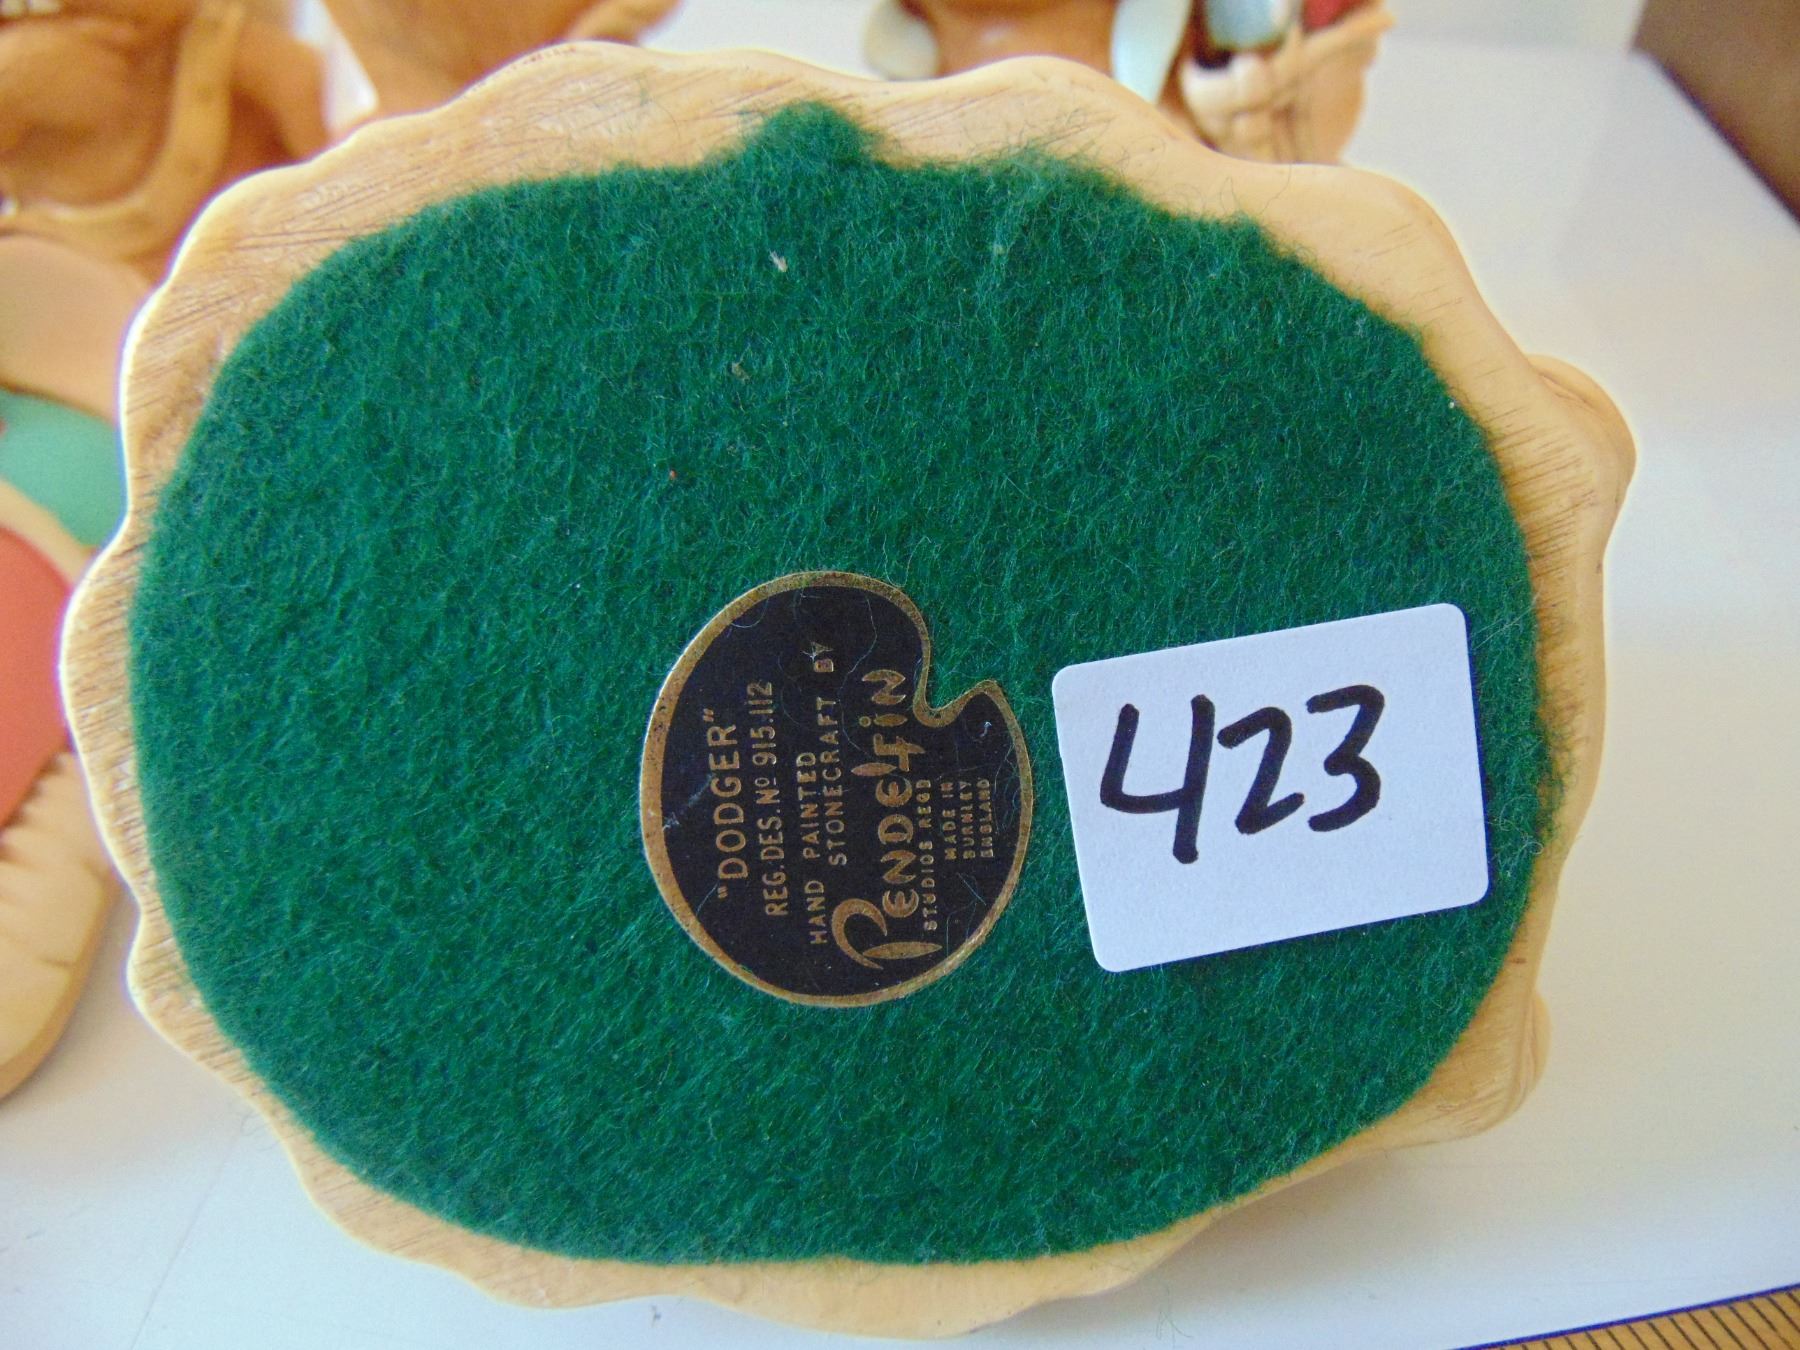 "DODGER"
REG. DES. Nº 915.112
HAND PAINTED
STONECRAFT BY
PENDELFIN
STUDIOS REGD
MADE IN
BURNLEY
ENGLAND
423